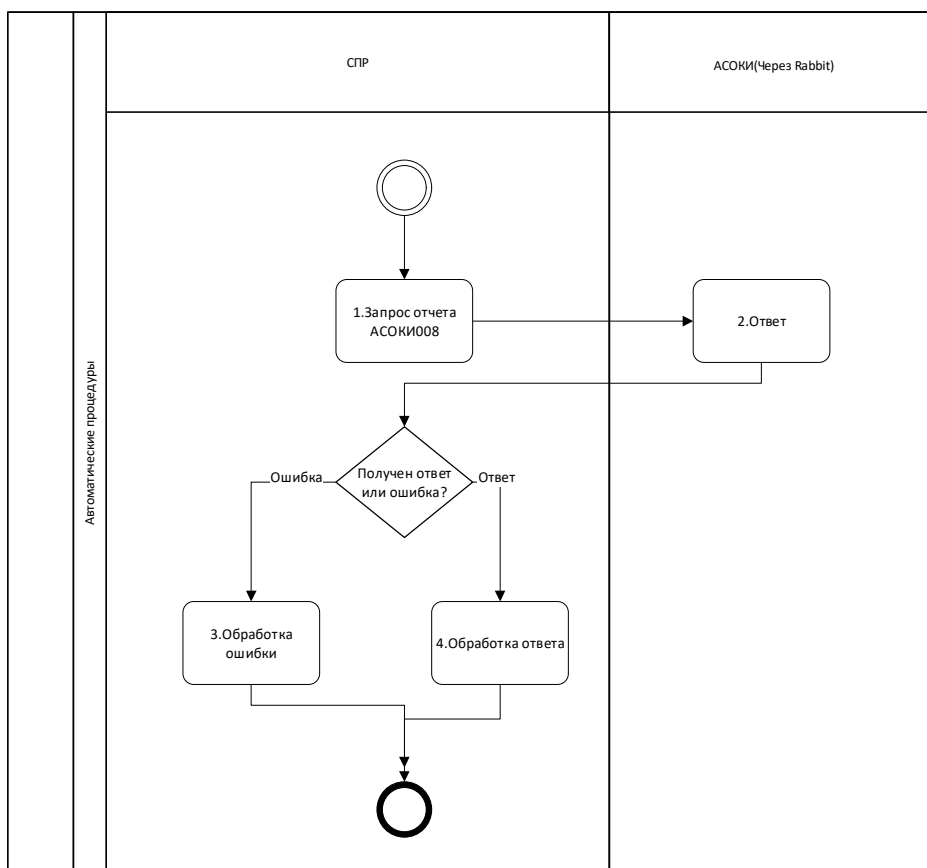 СПР
АСОКИ(Через Rabbit)
Автоматические процедуры
1.Запрос отчета
АСОКИ008
2.Ответ
Получен ответ
или ошибка?
Ошибка
Ответ
3.Обработка
ошибки
4.Обработка ответа